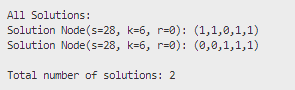 All Solutions:
Solution Node(s=28, k=6, r=0): (1,1,0,1,1)
Solution Node(s=28, k=6, r=0): (0,0,1,1,1)
Total number of solutions: 2